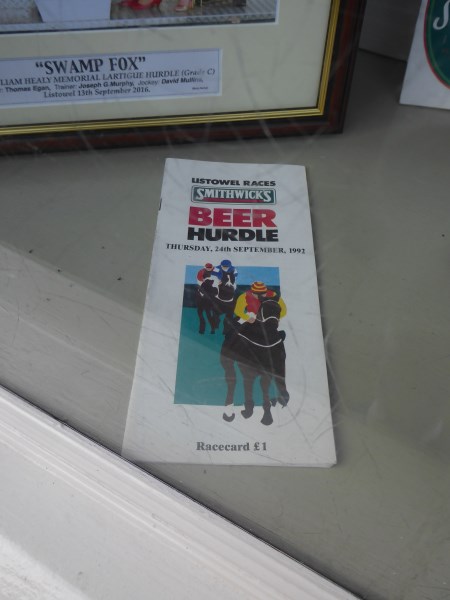 "SWAMP FOX"
LIAM HEALY MEMORIAL LARTIGUE HURDLE (Grade C)
Thomas Egan, Trainer: Joseph G.Murphy, Jockey: David Mullins.
Listowel 13th September 2016.
LISTOWEL RACES
SMITHWICK'S
BEER
HURDLE
THURSDAY, 24th SEPTEMBER, 1992
Racecard £1